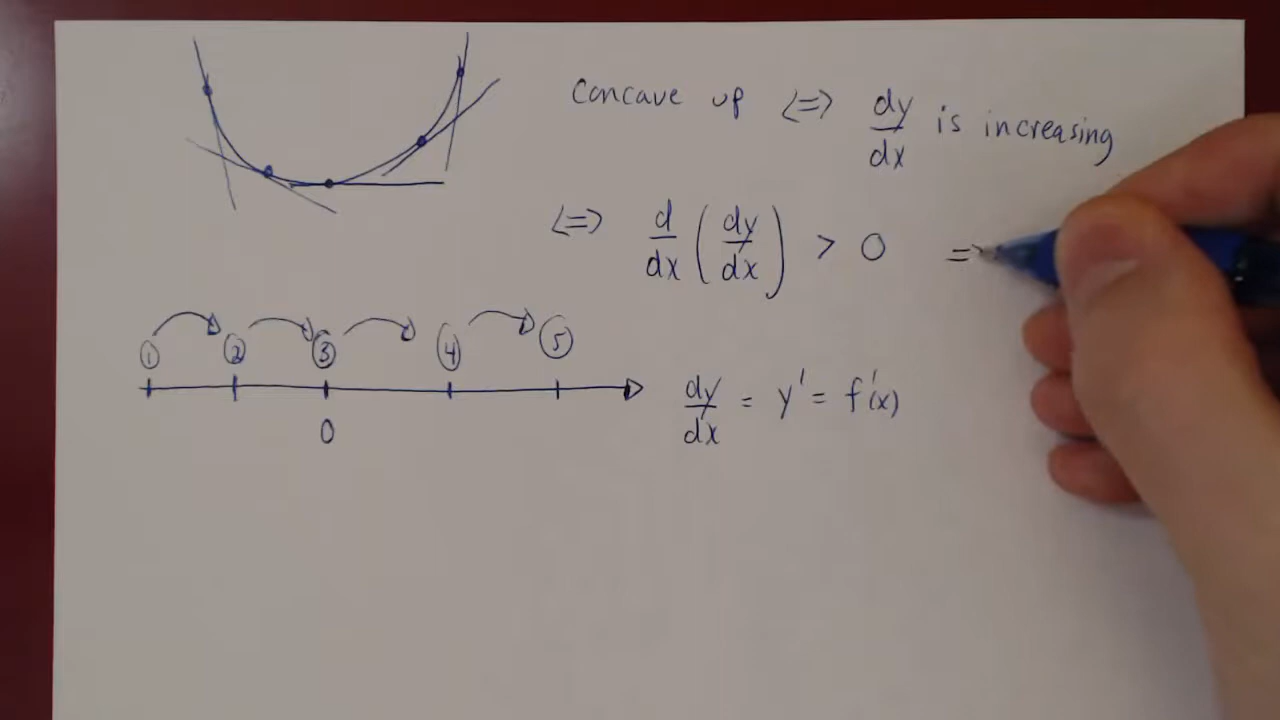 Concave up <=> dy/dx is increasing
<=> d/dx (dy/dx) > 0 =>
① ② ③ ④ ⑤
0
dy/dx = y' = f'(x)